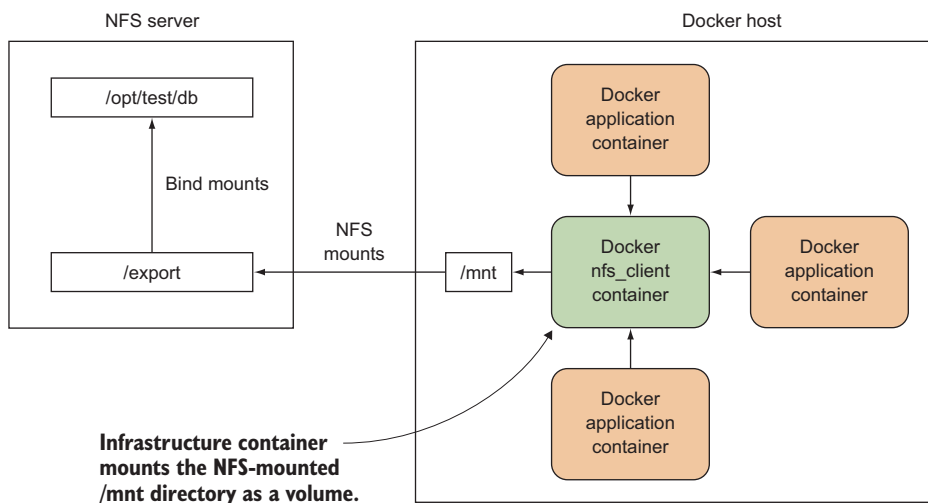 NFS server
Docker host
/opt/test/db
Bind mounts
/export
NFS
mounts
/mnt
Docker
application
container
Docker
nfs_client
container
Docker
application
container
Docker
application
container
Infrastructure container
mounts the NFS-mounted
/mnt directory as a volume.